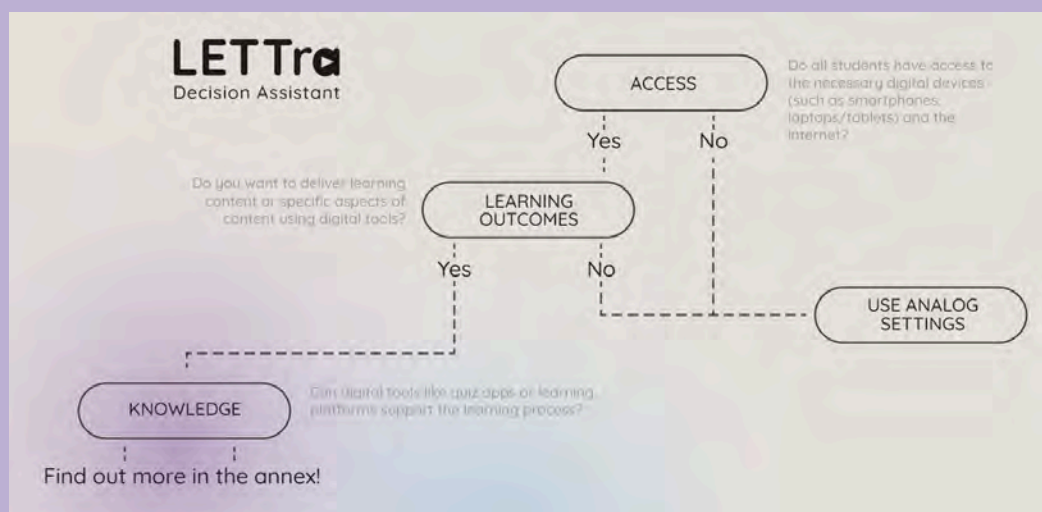 LETTra
Decision Assistant
ACCESS
Do all students have access to
the necessary digital devices
(such as smartphones,
laptops/tablets) and the
internet?
Yes
No
Do you want to deliver learning
content or specific aspects of
content using digital tools?
LEARNING
OUTCOMES
Yes
No
USE ANALOG
SETTINGS
KNOWLEDGE
Can digital tools like quiz apps or learning
platforms support the learning process?
Find out more in the annex!